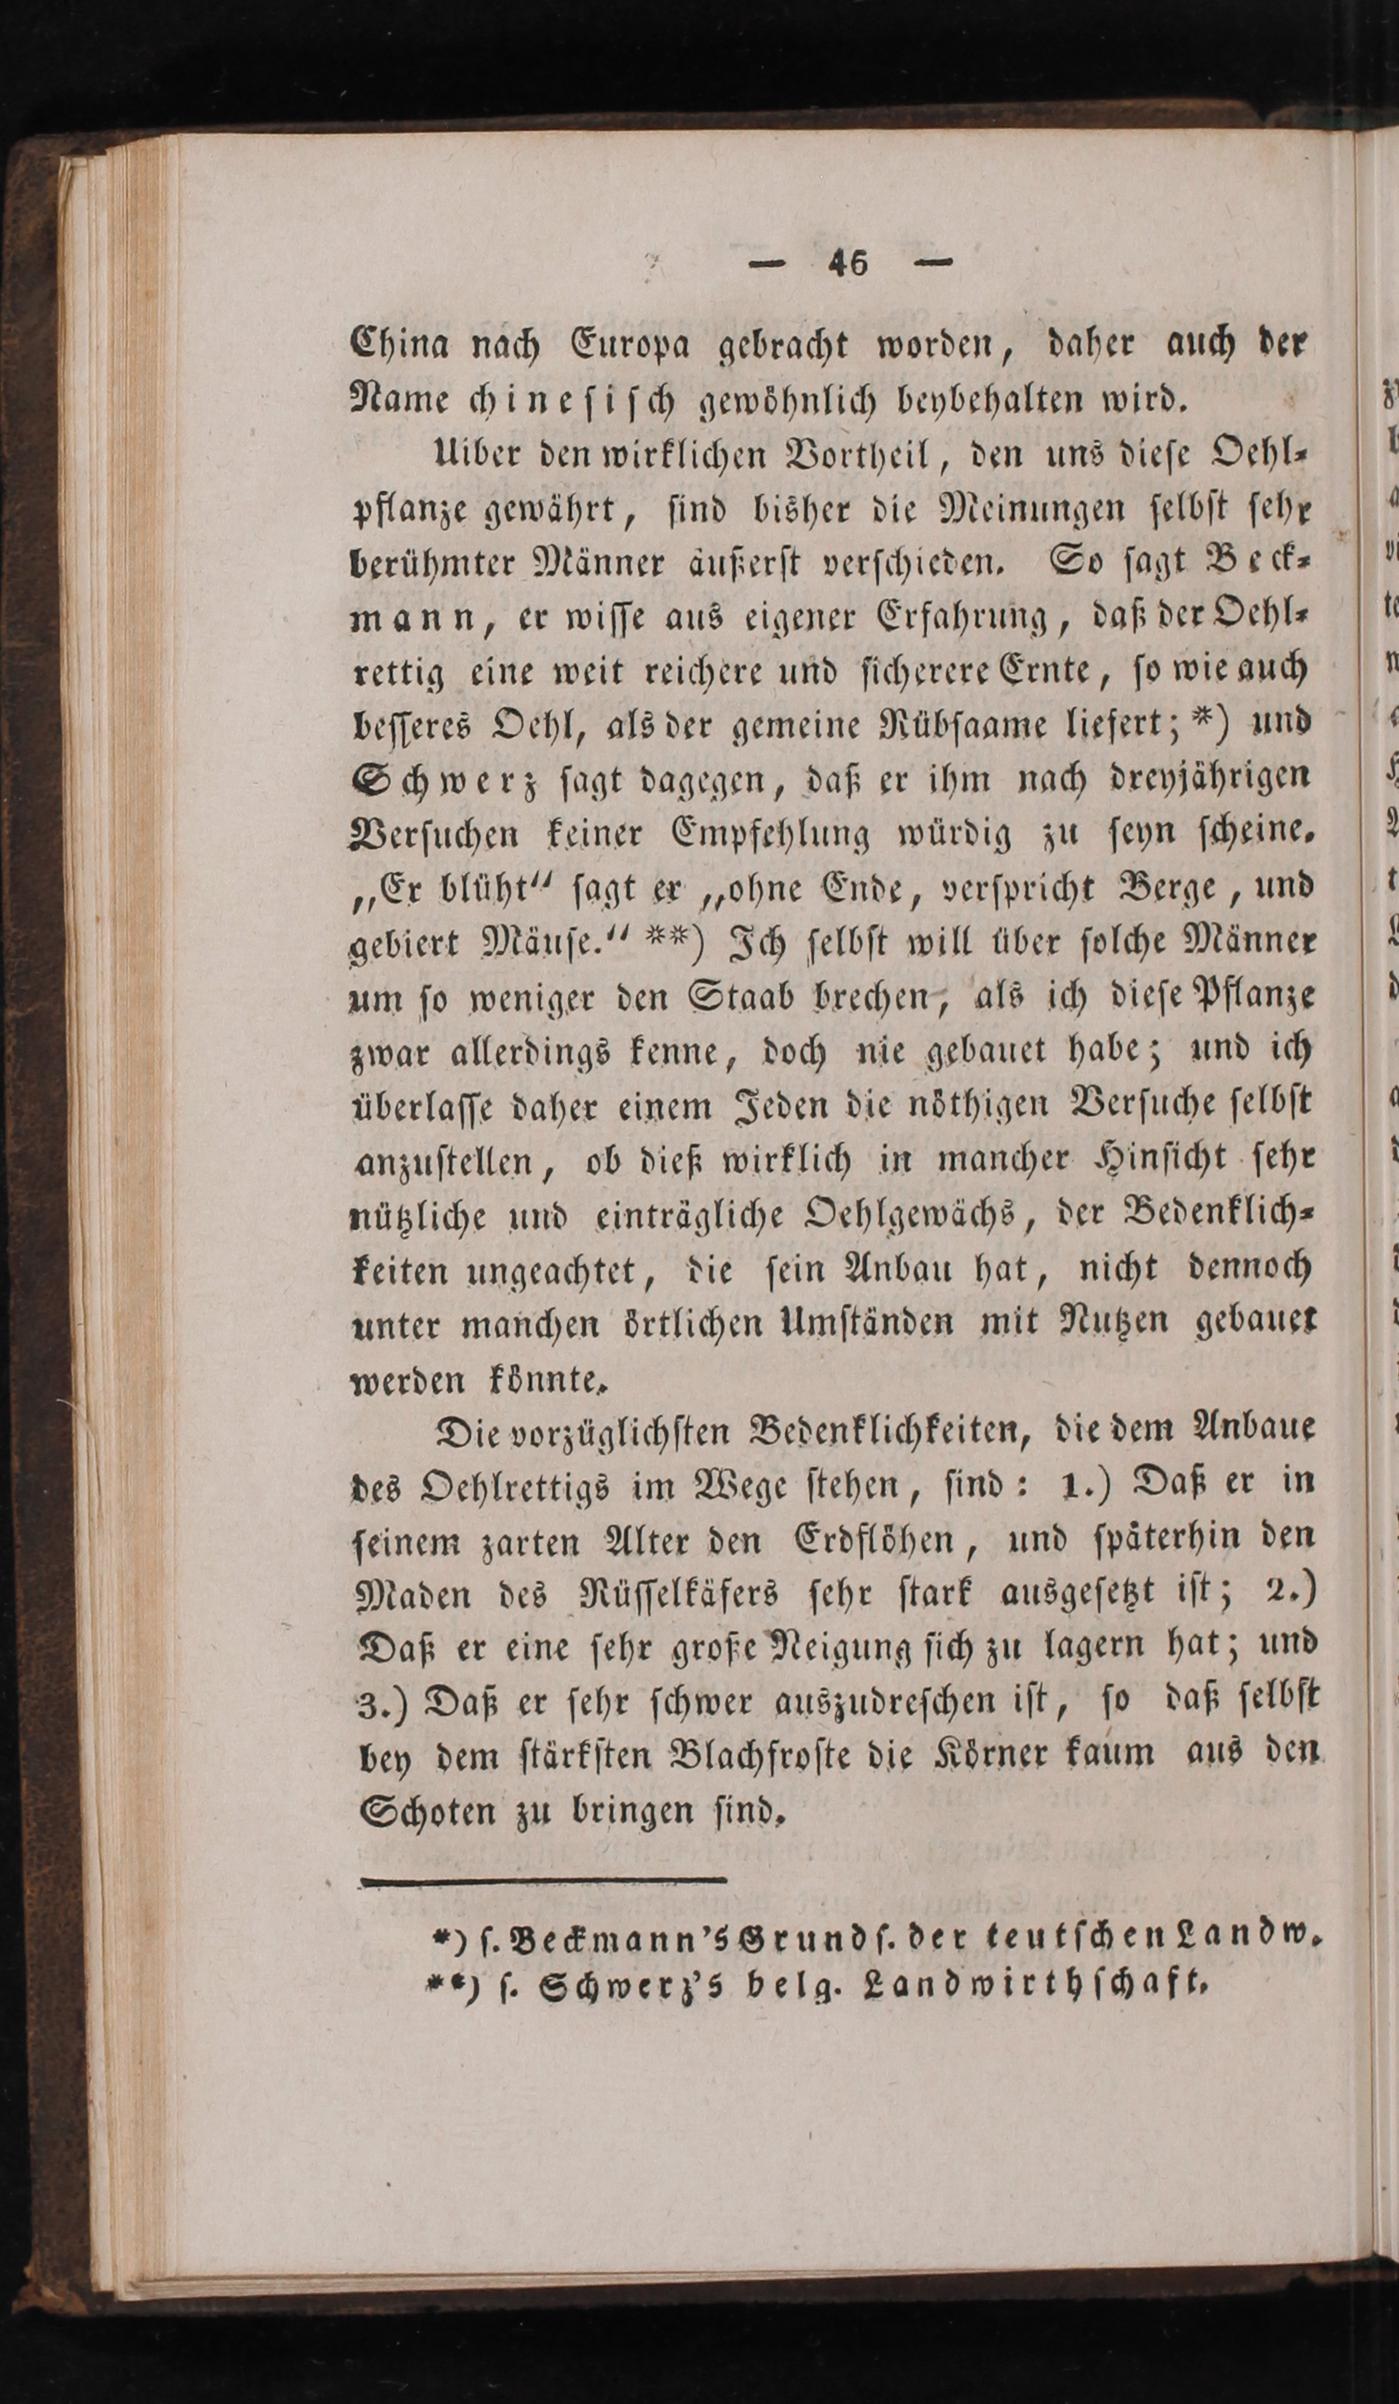 — 46 —
China nach Europa gebracht worden, daher auch der
Name chineſiſch gewöhnlich beybehalten wird.
Uiber den wirklichen Vortheil, den uns dieſe Oehl⸗
pflanze gewährt, ſind bisher die Meinungen ſelbſt ſehr
berühmter Männer äußerſt verſchieden. So ſagt Beck⸗
mann, er wiſſe aus eigener Erfahrung, daß der Oehl⸗
rettig eine weit reichere und ſicherere Ernte, ſo wie auch
beſſeres Oehl, als der gemeine Rübſaame liefert; *) und
Schwerz ſagt dagegen, daß er ihm nach dreyjährigen
Verſuchen keiner Empfehlung würdig zu ſeyn ſcheine.
„Er blüht“ ſagt er „ohne Ende, verſpricht Berge, und
gebiert Mäuſe.“ **) Ich ſelbſt will über ſolche Männer
um ſo weniger den Staab brechen, als ich dieſe Pflanze
zwar allerdings kenne, doch nie gebauet habe; und ich
überlaſſe daher einem Jeden die nöthigen Verſuche ſelbſt
anzuſtellen, ob dieß wirklich in mancher Hinſicht ſehr
nützliche und einträgliche Oehlgewächs, der Bedenklich⸗
keiten ungeachtet, die ſein Anbau hat, nicht dennoch
unter manchen örtlichen Umſtänden mit Nutzen gebauet
werden könnte.
Die vorzüglichſten Bedenklichkeiten, die dem Anbaue
des Oehlrettigs im Wege ſtehen, ſind: 1.) Daß er in
ſeinem zarten Alter den Erdflöhen, und ſpäterhin den
Maden des Rüſſelkäfers ſehr ſtark ausgeſetzt iſt; 2.)
Daß er eine ſehr große Neigung ſich zu lagern hat; und
3.) Daß er ſehr ſchwer auszudreſchen iſt, ſo daß ſelbſt
bey dem ſtärkſten Blachfroſte die Körner kaum aus den
Schoten zu bringen ſind.
*) ſ. Beckmann's Grundſ. der teutſchen Landw.
**) ſ. Schwerz's belg. Landwirthſchaft.